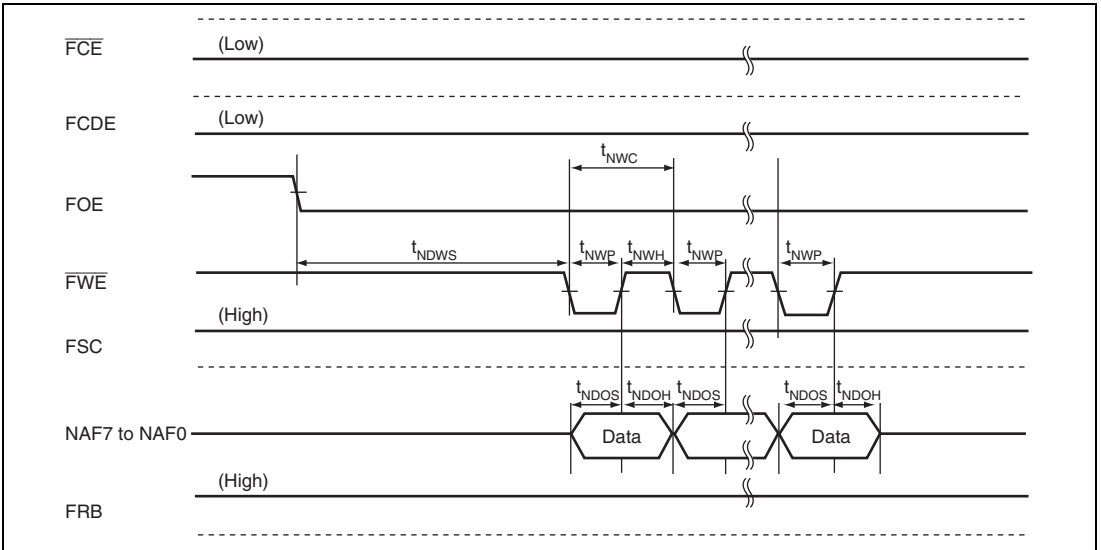 FCE (Low)
FCDE (Low)
tNWC
FOE
tNDWS tNWP tNWH tNWP tNWP
FWE
(High)
FSC
tNDOS tNDOH tNDOS tNDOS tNDOH
NAF7 to NAF0 Data Data
(High)
FRB